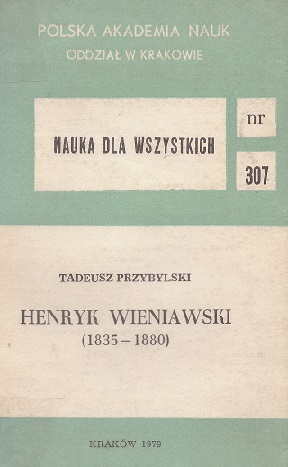 POLSKA AKADEMIA NAUK
ODDZIAŁ W KRAKOWIE
NAUKA DLA WSZYSTKICH
nr
307
TADEUSZ PRZYBYLSKI
HENRYK WIENIAWSKI
(1835–1880)
KRAKÓW 1979